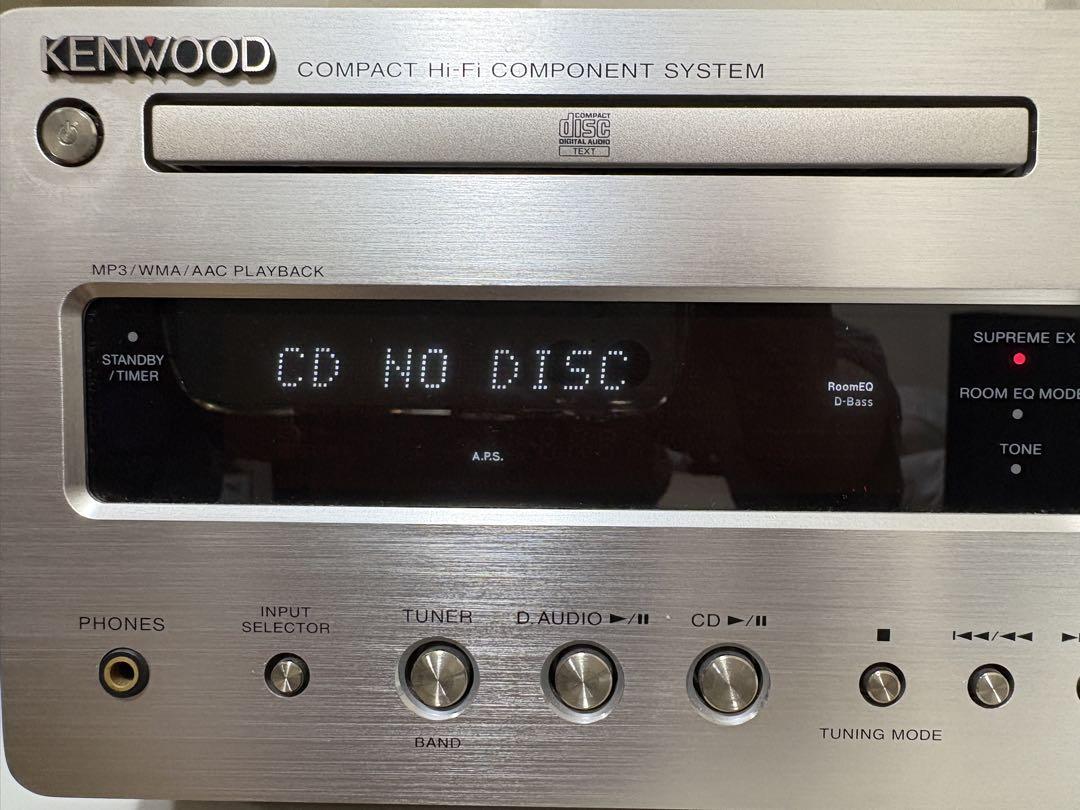 KENWOOD
COMPACT Hi-Fi COMPONENT SYSTEM
COMPACT
disc
DIGITAL AUDIO
TEXT
MP3/WMA/AAC PLAYBACK
STANDBY
/TIMER
CD NO DISC
A.P.S.
RoomEQ
D-Bass
SUPREME EX
ROOM EQ MODE
TONE
PHONES
INPUT
SELECTOR
TUNER
D.AUDIO ►/II
CD ►/II
■
I◄◄/◄◄
BAND
TUNING MODE